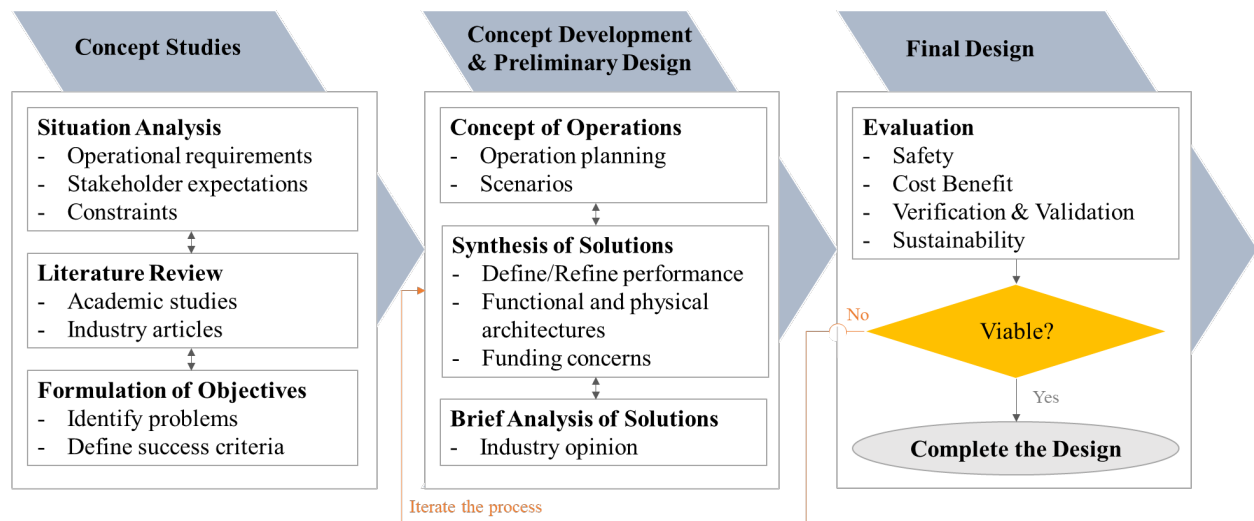 Concept Studies
Situation Analysis
- Operational requirements
- Stakeholder expectations
- Constraints
Literature Review
- Academic studies
- Industry articles
Formulation of Objectives
- Identify problems
- Define success criteria
Concept Development
& Preliminary Design
Concept of Operations
- Operation planning
- Scenarios
Synthesis of Solutions
- Define/Refine performance
- Functional and physical
architectures
- Funding concerns
Brief Analysis of Solutions
- Industry opinion
Iterate the process
Final Design
Evaluation
- Safety
- Cost Benefit
- Verification & Validation
- Sustainability
No
Viable?
Yes
Complete the Design